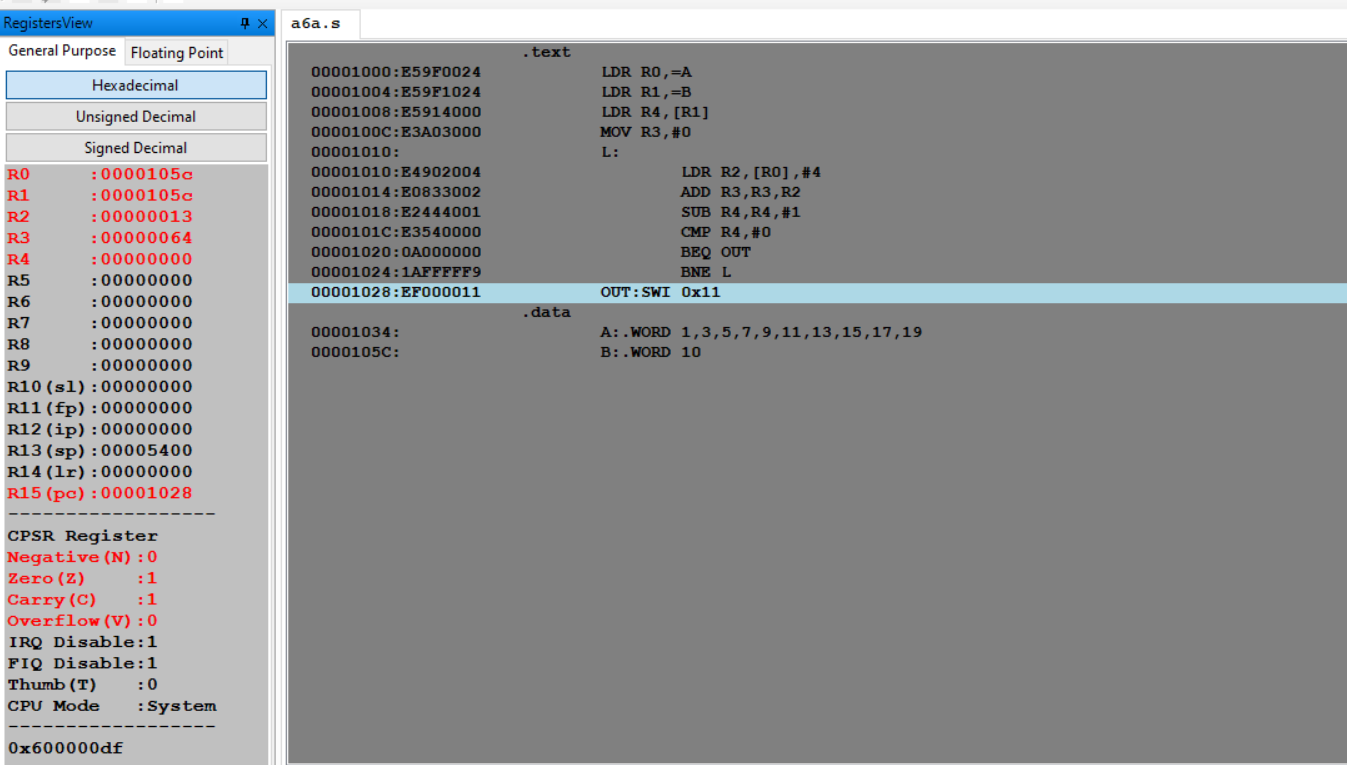 RegistersView
General Purpose Floating Point
Hexadecimal
Unsigned Decimal
Signed Decimal
R0 :0000105c
R1 :0000105c
R2 :00000013
R3 :00000064
R4 :00000000
R5 :00000000
R6 :00000000
R7 :00000000
R8 :00000000
R9 :00000000
R10(sl):00000000
R11(fp):00000000
R12(ip):00000000
R13(sp):00005400
R14(lr):00000000
R15(pc):00001028
-------------------
CPSR Register
Negative(N):0
Zero(Z) :1
Carry(C) :1
Overflow(V):0
IRQ Disable:1
FIQ Disable:1
Thumb(T) :0
CPU Mode :System
-------------------
0x600000df
a6a.s
.text
00001000:E59F0024 LDR R0,=A
00001004:E59F1024 LDR R1,=B
00001008:E5914000 LDR R4,[R1]
0000100C:E3A03000 MOV R3,#0
00001010: L:
00001010:E4902004 LDR R2,[R0],#4
00001014:E0833002 ADD R3,R3,R2
00001018:E2444001 SUB R4,R4,#1
0000101C:E3540000 CMP R4,#0
00001020:0A000000 BEQ OUT
00001024:1AFFFFF9 BNE L
00001028:EF000011 OUT:SWI 0x11
.data
00001034: A:.WORD 1,3,5,7,9,11,13,15,17,19
0000105C: B:.WORD 10